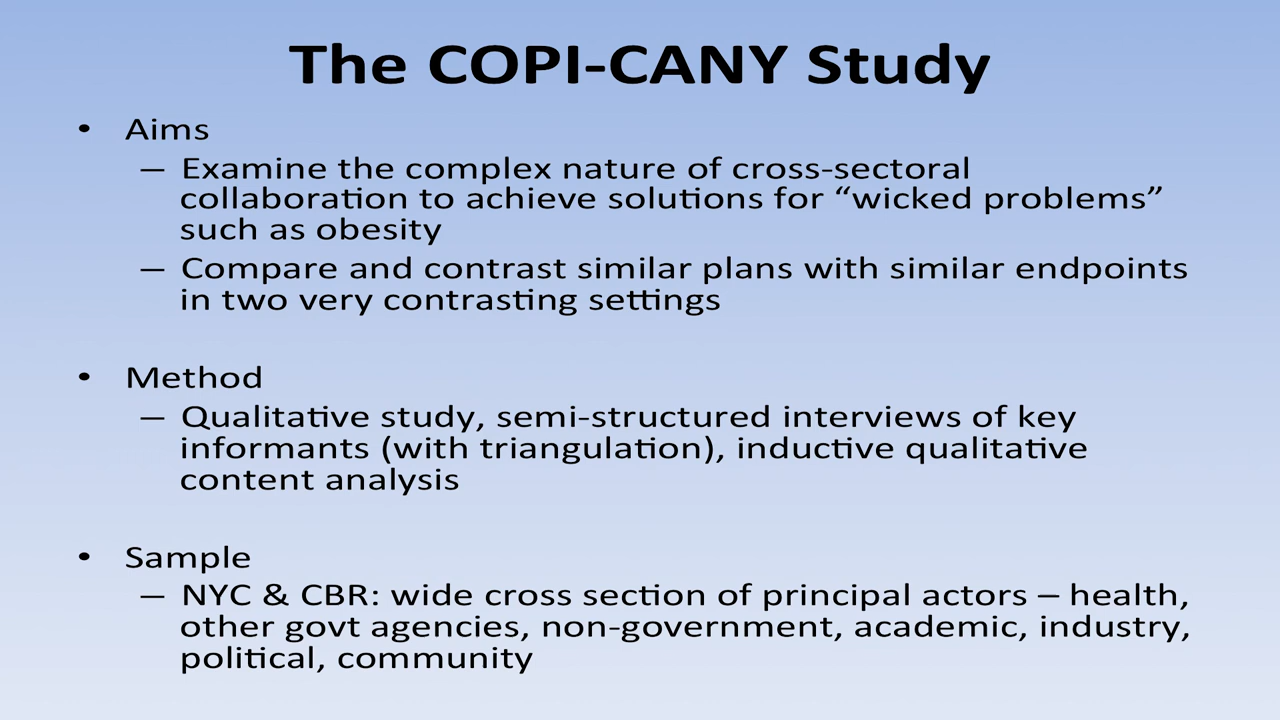 The COPI-CANY Study
• Aims
– Examine the complex nature of cross-sectoral
collaboration to achieve solutions for “wicked problems”
such as obesity
– Compare and contrast similar plans with similar endpoints
in two very contrasting settings
• Method
– Qualitative study, semi-structured interviews of key
informants (with triangulation), inductive qualitative
content analysis
• Sample
– NYC & CBR: wide cross section of principal actors – health,
other govt agencies, non-government, academic, industry,
political, community